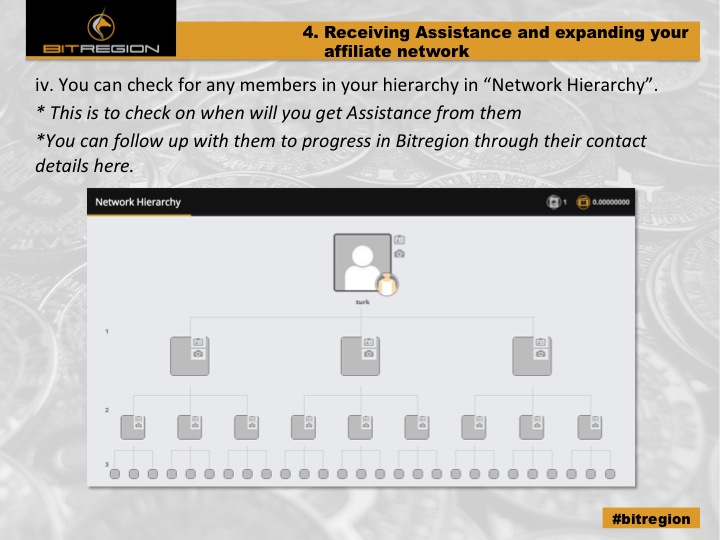 BITREGION
4. Receiving Assistance and expanding your
affiliate network
iv. You can check for any members in your hierarchy in “Network Hierarchy”.
* This is to check on when will you get Assistance from them
*You can follow up with them to progress in Bitregion through their contact
details here.
Network Hierarchy 1 0.00000000
turk
1
2
3
#bitregion